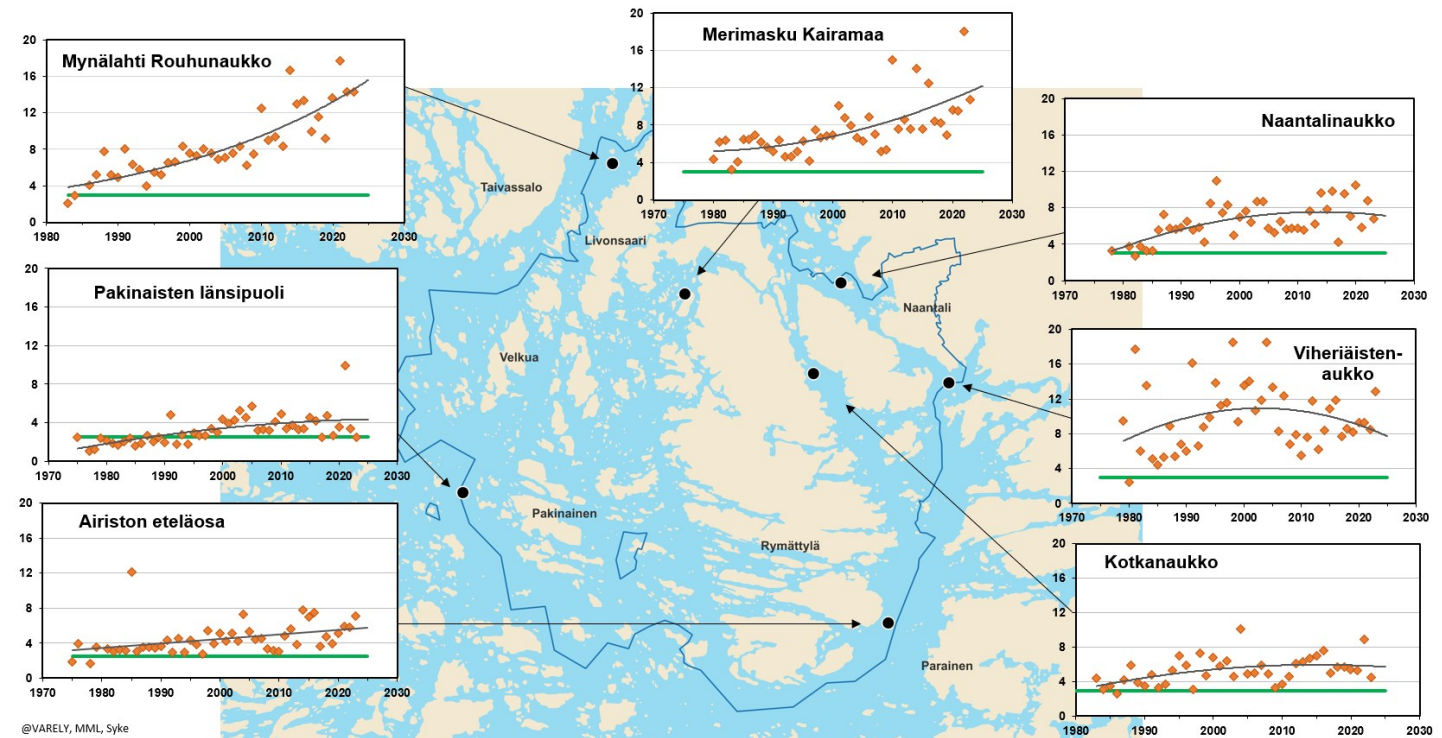 Mynälahti Rouhunaukko
20
16
12
8
4
0
1980 1990 2000 2010 2020 2030
Merimasku Kairamaa
20
16
12
8
4
0
1970 1980 1990 2000 2010 2020 2030
Naantalinaukko
20
16
12
8
4
0
1970 1980 1990 2000 2010 2020 2030
Pakinaisten länsipuoli
20
16
12
8
4
0
1970 1980 1990 2000 2010 2020 2030
Viheriäisten-
aukko
20
16
12
8
4
0
1970 1980 1990 2000 2010 2020 2030
Airiston eteläosa
20
16
12
8
4
0
1970 1980 1990 2000 2010 2020 2030
Kotkanaukko
20
16
12
8
4
0
1980 1990 2000 2010 2020 2030
Taivassalo
Livonsaari
Naantali
Velkua
Pakinainen
Rymättylä
Parainen
@VARELY, MML, Syke